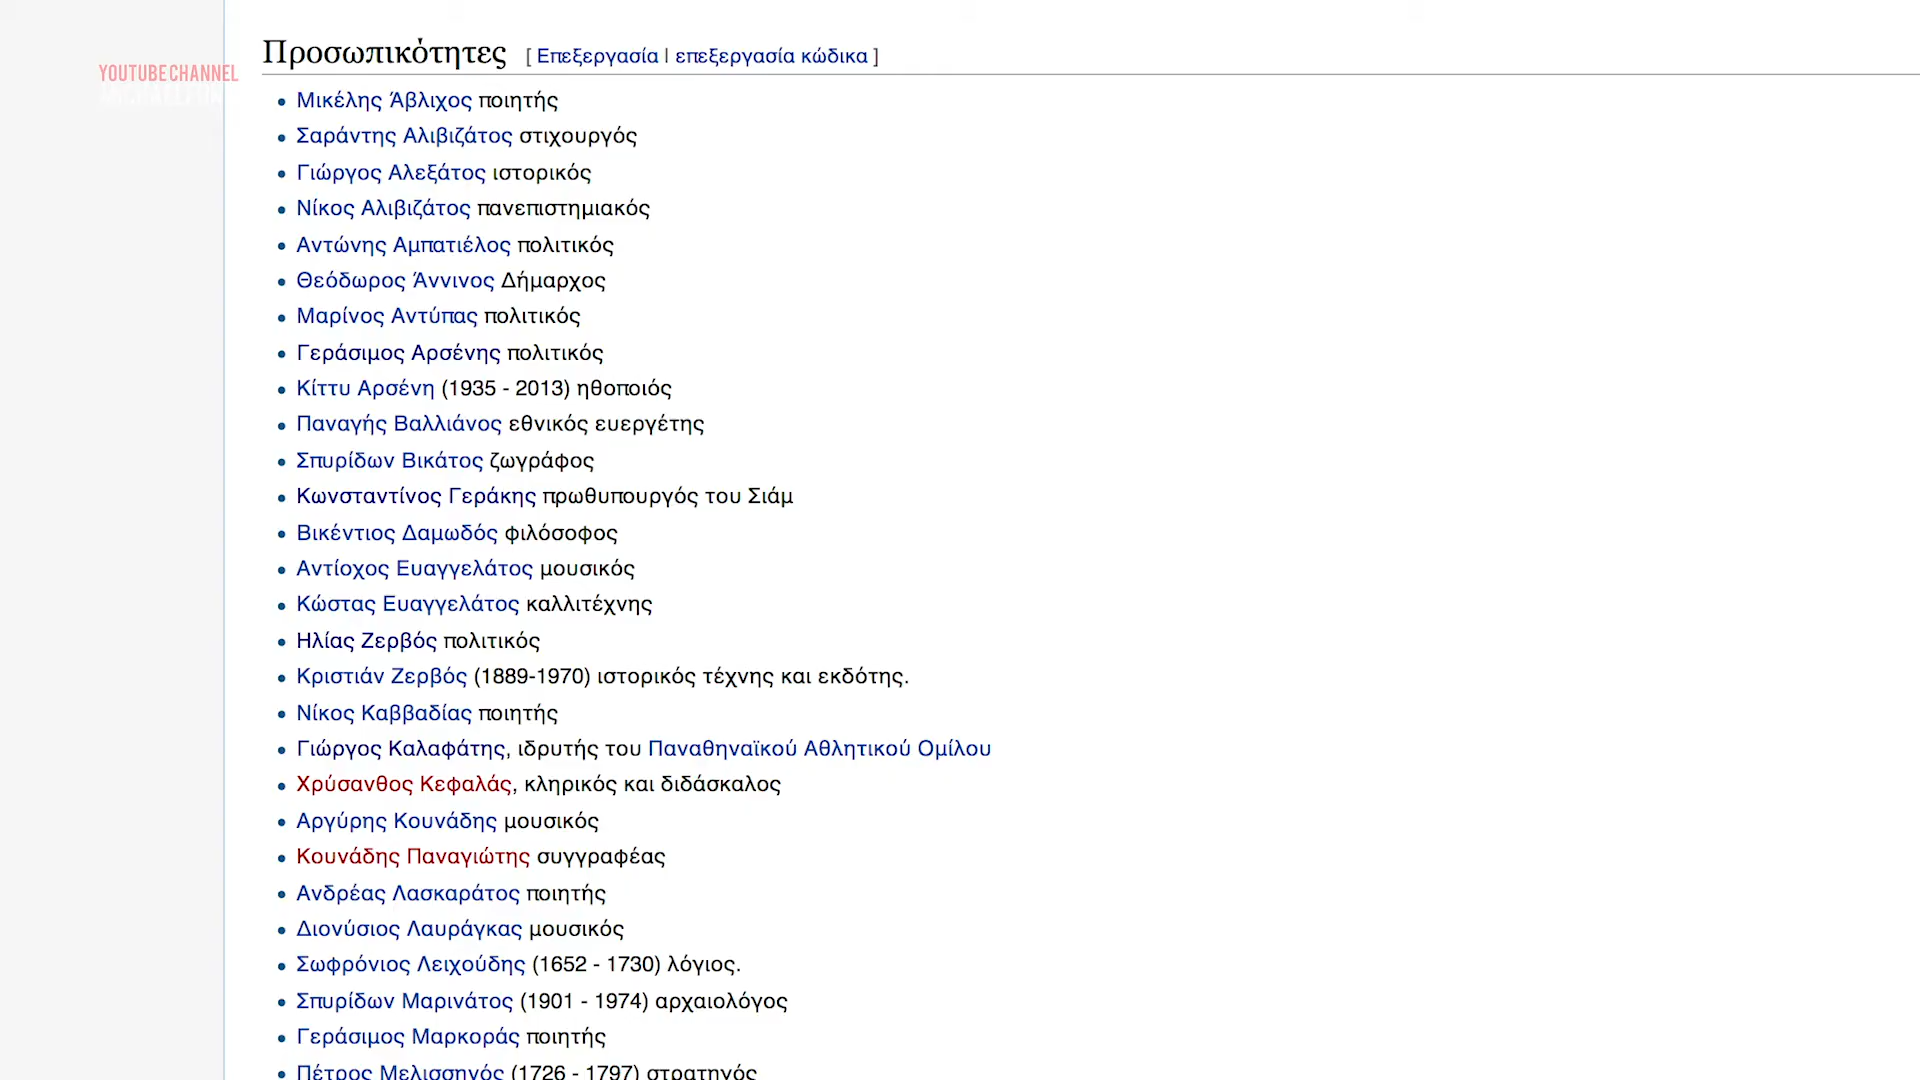 Προσωπικότητες [ Επεξεργασία | επεξεργασία κώδικα ]
YOUTUBE CHANNEL
Μικέλης Άβλιχος ποιητής
Σαράντης Αλιβιζάτος στιχουργός
Γιώργος Αλεξάτος ιστορικός
Νίκος Αλιβιζάτος πανεπιστημιακός
Αντώνης Αμπατιέλος πολιτικός
Θεόδωρος Άννινος Δήμαρχος
Μαρίνος Αντύπας πολιτικός
Γεράσιμος Αρσένης πολιτικός
Κίττυ Αρσένη (1935 - 2013) ηθοποιός
Παναγής Βαλλιάνος εθνικός ευεργέτης
Σπυρίδων Βικάτος ζωγράφος
Κωνσταντίνος Γεράκης πρωθυπουργός του Σιάμ
Βικέντιος Δαμωδός φιλόσοφος
Αντίοχος Ευαγγελάτος μουσικός
Κώστας Ευαγγελάτος καλλιτέχνης
Ηλίας Ζερβός πολιτικός
Κριστιάν Ζερβός (1889-1970) ιστορικός τέχνης και εκδότης.
Νίκος Καββαδίας ποιητής
Γιώργος Καλαφάτης, ιδρυτής του Παναθηναϊκού Αθλητικού Ομίλου
Χρύσανθος Κεφαλάς, κληρικός και διδάσκαλος
Αργύρης Κουνάδης μουσικός
Κουνάδης Παναγιώτης συγγραφέας
Ανδρέας Λασκαράτος ποιητής
Διονύσιος Λαυράγκας μουσικός
Σωφρόνιος Λειχούδης (1652 - 1730) λόγιος.
Σπυρίδων Μαρινάτος (1901 - 1974) αρχαιολόγος
Γεράσιμος Μαρκοράς ποιητής
Πέτρος Μελισσηνός (1726 - 1797) στρατηγός